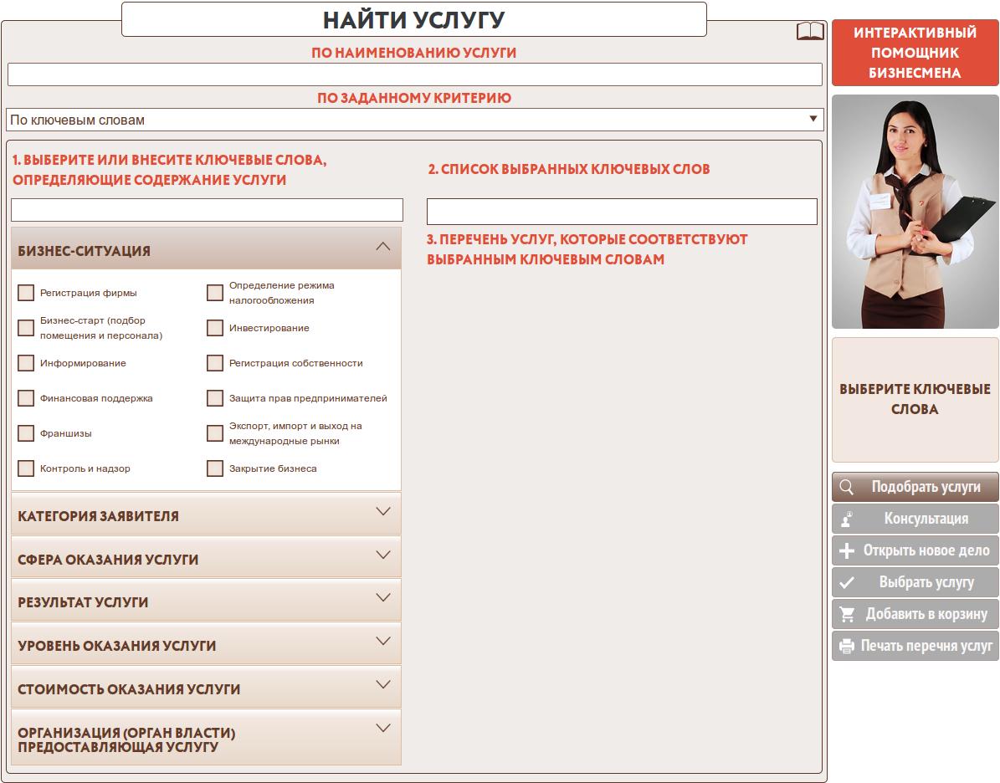 НАЙТИ УСЛУГУ
ПО НАИМЕНОВАНИЮ УСЛУГИ
ПО ЗАДАННОМУ КРИТЕРИЮ
По ключевым словам
1. ВЫБЕРИТЕ ИЛИ ВНЕСИТЕ КЛЮЧЕВЫЕ СЛОВА,
ОПРЕДЕЛЯЮЩИЕ СОДЕРЖАНИЕ УСЛУГИ
БИЗНЕС-СИТУАЦИЯ
Регистрация фирмы
Определение режима
налогообложения
Бизнес-старт (подбор
помещения и персонала)
Инвестирование
Информирование
Регистрация собственности
Финансовая поддержка
Защита прав предпринимателей
Франшизы
Экспорт, импорт и выход на
международные рынки
Контроль и надзор
Закрытие бизнеса
КАТЕГОРИЯ ЗАЯВИТЕЛЯ
СФЕРА ОКАЗАНИЯ УСЛУГИ
РЕЗУЛЬТАТ УСЛУГИ
УРОВЕНЬ ОКАЗАНИЯ УСЛУГИ
СТОИМОСТЬ ОКАЗАНИЯ УСЛУГИ
ОРГАНИЗАЦИЯ (ОРГАН ВЛАСТИ)
ПРЕДОСТАВЛЯЮЩАЯ УСЛУГУ
2. СПИСОК ВЫБРАННЫХ КЛЮЧЕВЫХ СЛОВ
3. ПЕРЕЧЕНЬ УСЛУГ, КОТОРЫЕ СООТВЕТСТВУЮТ
ВЫБРАННЫМ КЛЮЧЕВЫМ СЛОВАМ
ИНТЕРАКТИВНЫЙ
ПОМОЩНИК
БИЗНЕСМЕНА
ВЫБЕРИТЕ КЛЮЧЕВЫЕ
СЛОВА
Подобрать услуги
Консультация
Открыть новое дело
Выбрать услугу
Добавить в корзину
Печать перечня услуг